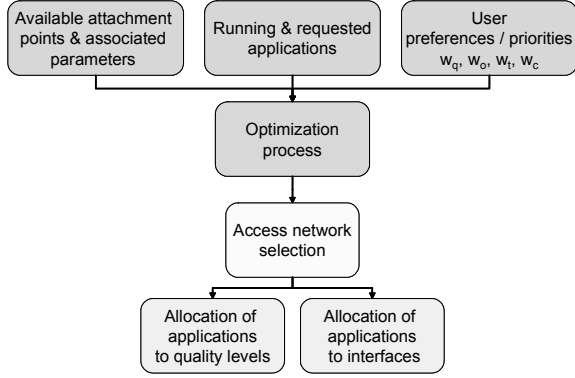 Available attachment
points & associated
parameters
Running & requested
applications
User
preferences / priorities
wq, wo, wt, wc
Optimization
process
Access network
selection
Allocation of
applications
to quality levels
Allocation of
applications
to interfaces